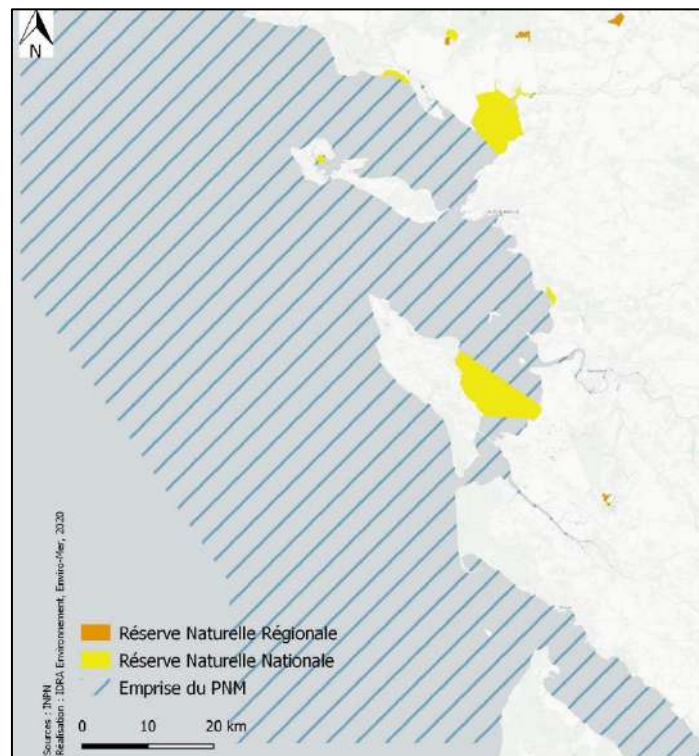 N
Réserve Naturelle Régionale
Réserve Naturelle Nationale
Emprise du PNM
0 10 20 km
Sources : INPN
Réalisation : IDRA Environnement, Enviro-Mer, 2020